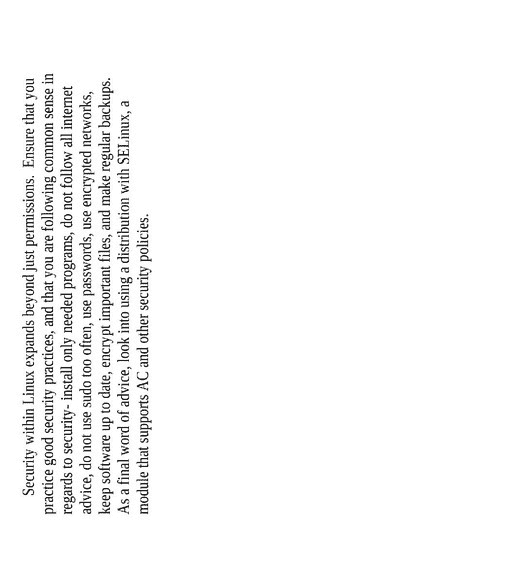 Security within Linux expands beyond just permissions.  Ensure that you
practice good security practices, and that you are following common sense in
regards to security- install only needed programs, do not follow all internet
advice, do not use sudo too often, use passwords, use encrypted networks,
keep software up to date, encrypt important files, and make regular backups.
As a final word of advice, look into using a distribution with SELinux, a
module that supports AC and other security policies.